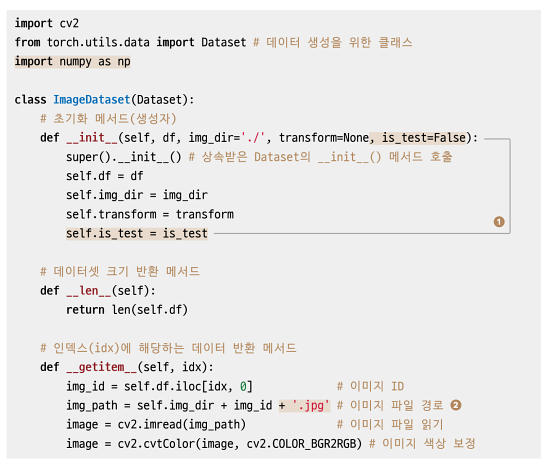 import cv2
from torch.utils.data import Dataset # 데이터 생성을 위한 클래스
import numpy as np

class ImageDataset(Dataset):
    # 초기화 메서드(생성자)
    def __init__(self, df, img_dir='./', transform=None, is_test=False):
        super().__init__() # 상속받은 Dataset의 __init__() 메서드 호출
        self.df = df
        self.img_dir = img_dir
        self.transform = transform
        self.is_test = is_test
❶

    # 데이터셋 크기 반환 메서드
    def __len__(self):
        return len(self.df)

    # 인덱스(idx)에 해당하는 데이터 반환 메서드
    def __getitem__(self, idx):
        img_id = self.df.iloc[idx, 0] # 이미지 ID
        img_path = self.img_dir + img_id + '.jpg' # 이미지 파일 경로 ❷
        image = cv2.imread(img_path) # 이미지 파일 읽기
        image = cv2.cvtColor(image, cv2.COLOR_BGR2RGB) # 이미지 색상 보정